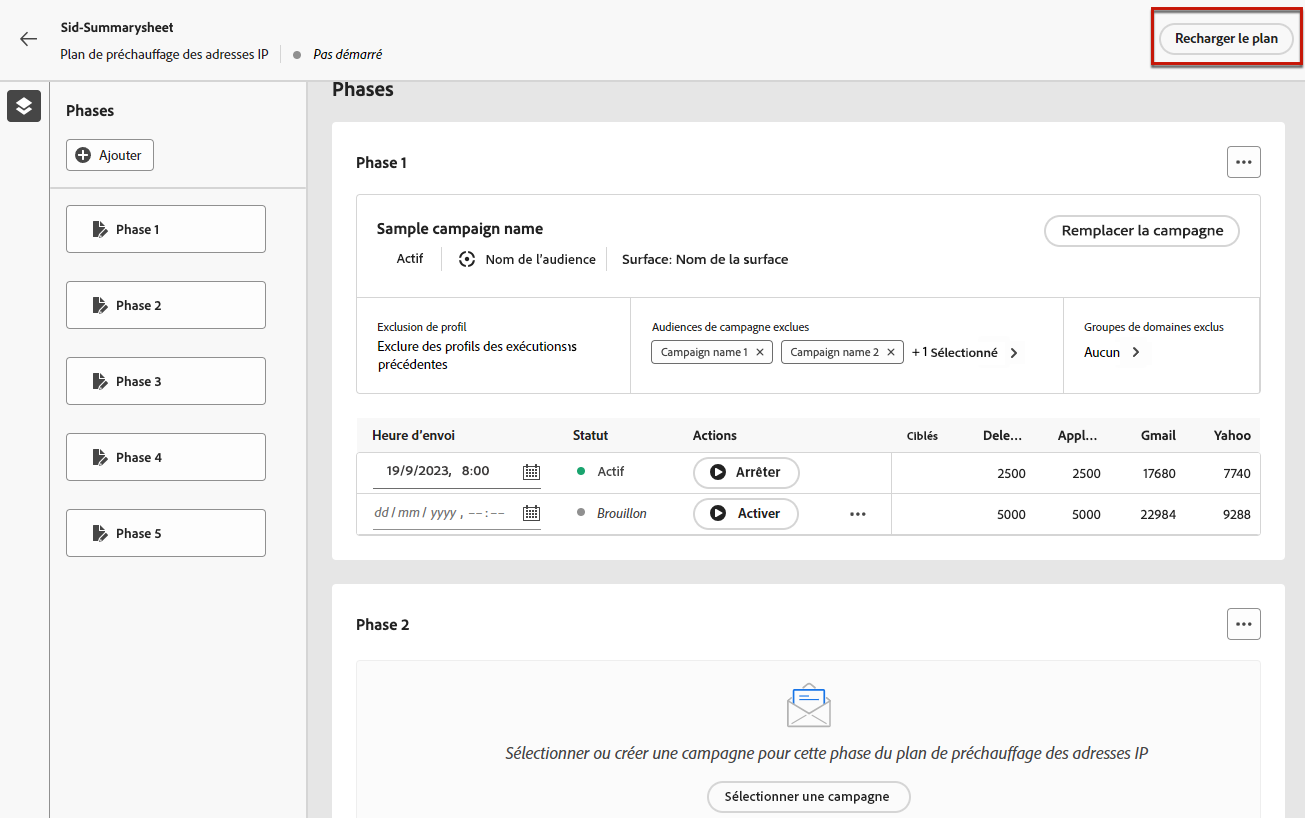 Sid-Summarysheet
Plan de préchauffage des adresses IP
Pas démarré
Recharger le plan
Phases
Ajouter
Phase 1
Phase 2
Phase 3
Phase 4
Phase 5
Phases
Phase 1
Sample campaign name
Remplacer la campagne
Actif
Nom de l'audience
Surface: Nom de la surface
Exclusion de profil
Exclure des profils des exécutions
précédentes
Audiences de campagne exclues
Campaign name 1
Campaign name 2
+ 1 Sélectionné
Groupes de domaines exclus
Aucun
Heure d'envoi Statut Actions Ciblés Dele... Appl... Gmail Yahoo
19/9/2023, 8:00 Actif Arrêter 2500 2500 17680 7740
dd / mm / yyyy , --:-- Brouillon Activer 5000 5000 22984 9288
Phase 2
Sélectionner ou créer une campagne pour cette phase du plan de préchauffage des adresses IP
Sélectionner une campagne